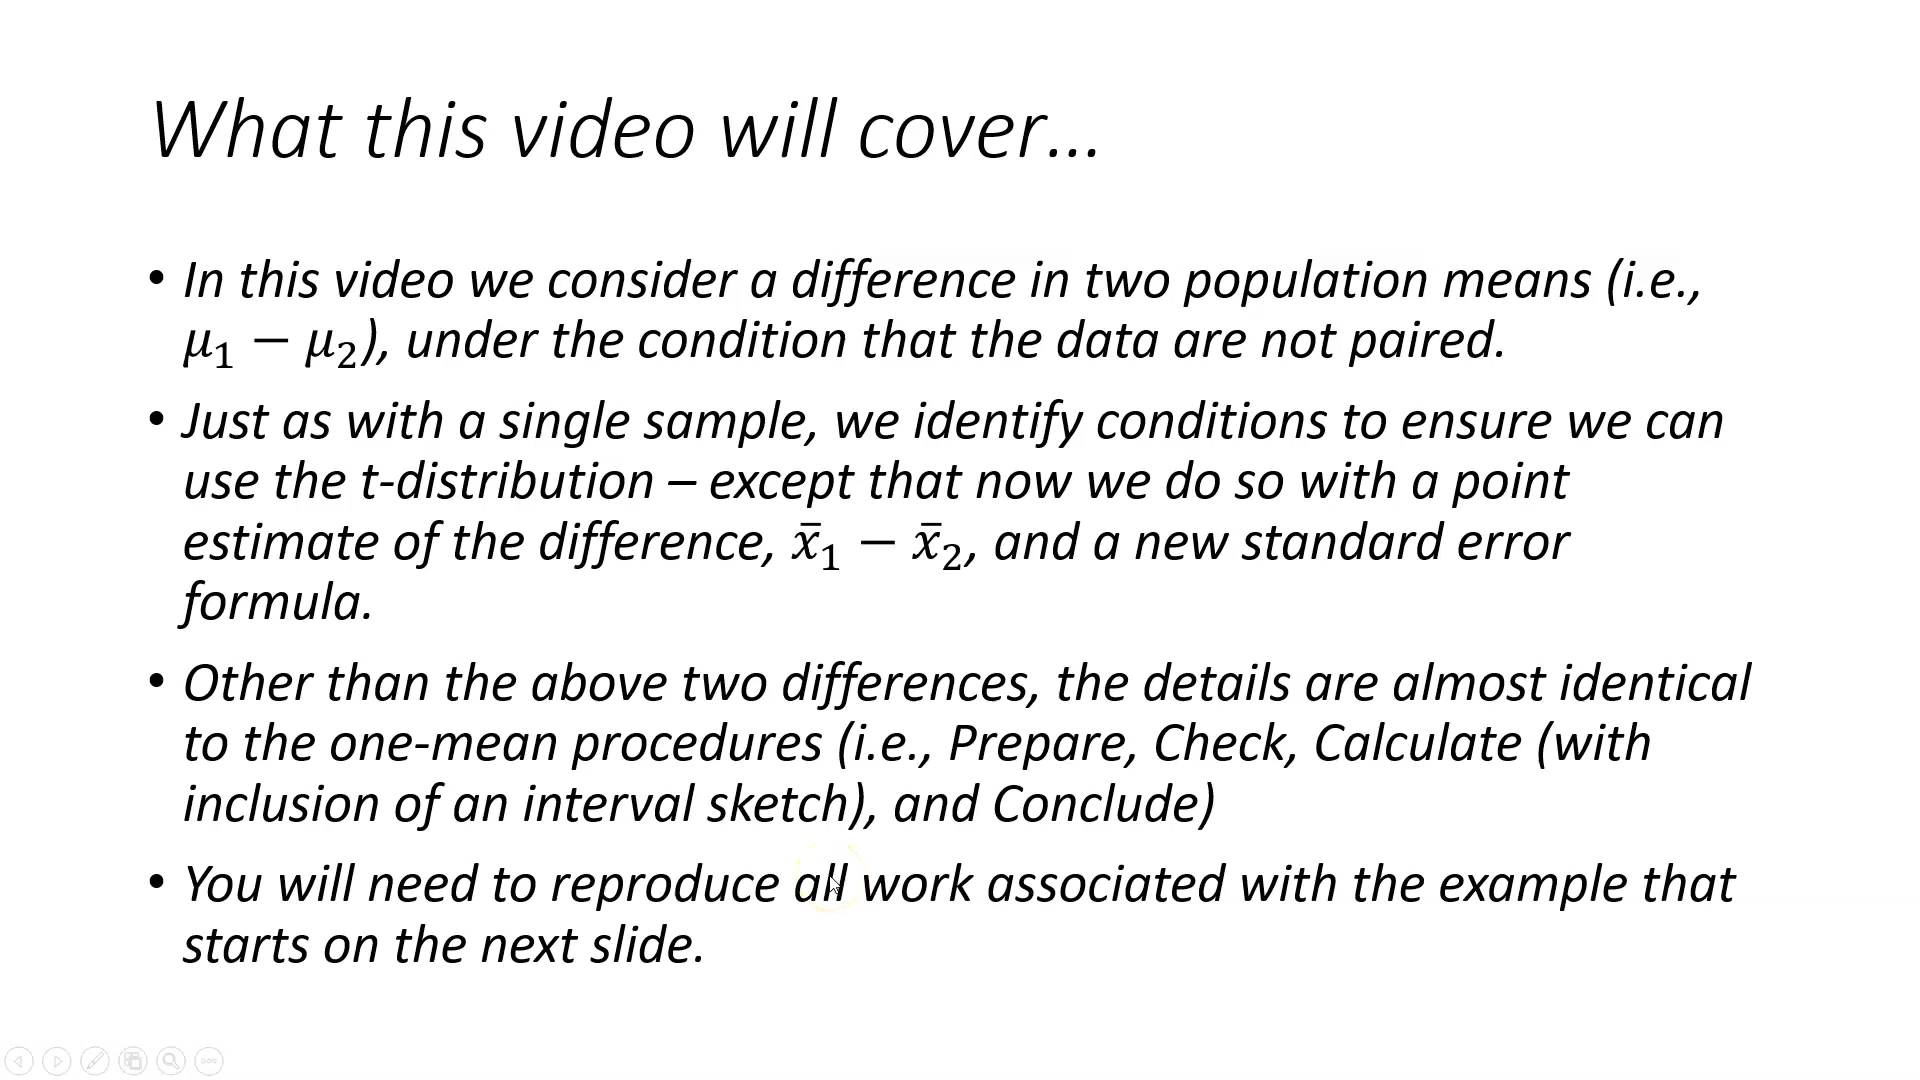 What this video will cover…
• In this video we consider a difference in two population means (i.e.,
μ₁ − μ₂), under the condition that the data are not paired.
• Just as with a single sample, we identify conditions to ensure we can
use the t-distribution – except that now we do so with a point
estimate of the difference, x̄₁ − x̄₂, and a new standard error
formula.
• Other than the above two differences, the details are almost identical
to the one-mean procedures (i.e., Prepare, Check, Calculate (with
inclusion of an interval sketch), and Conclude)
• You will need to reproduce all work associated with the example that
starts on the next slide.